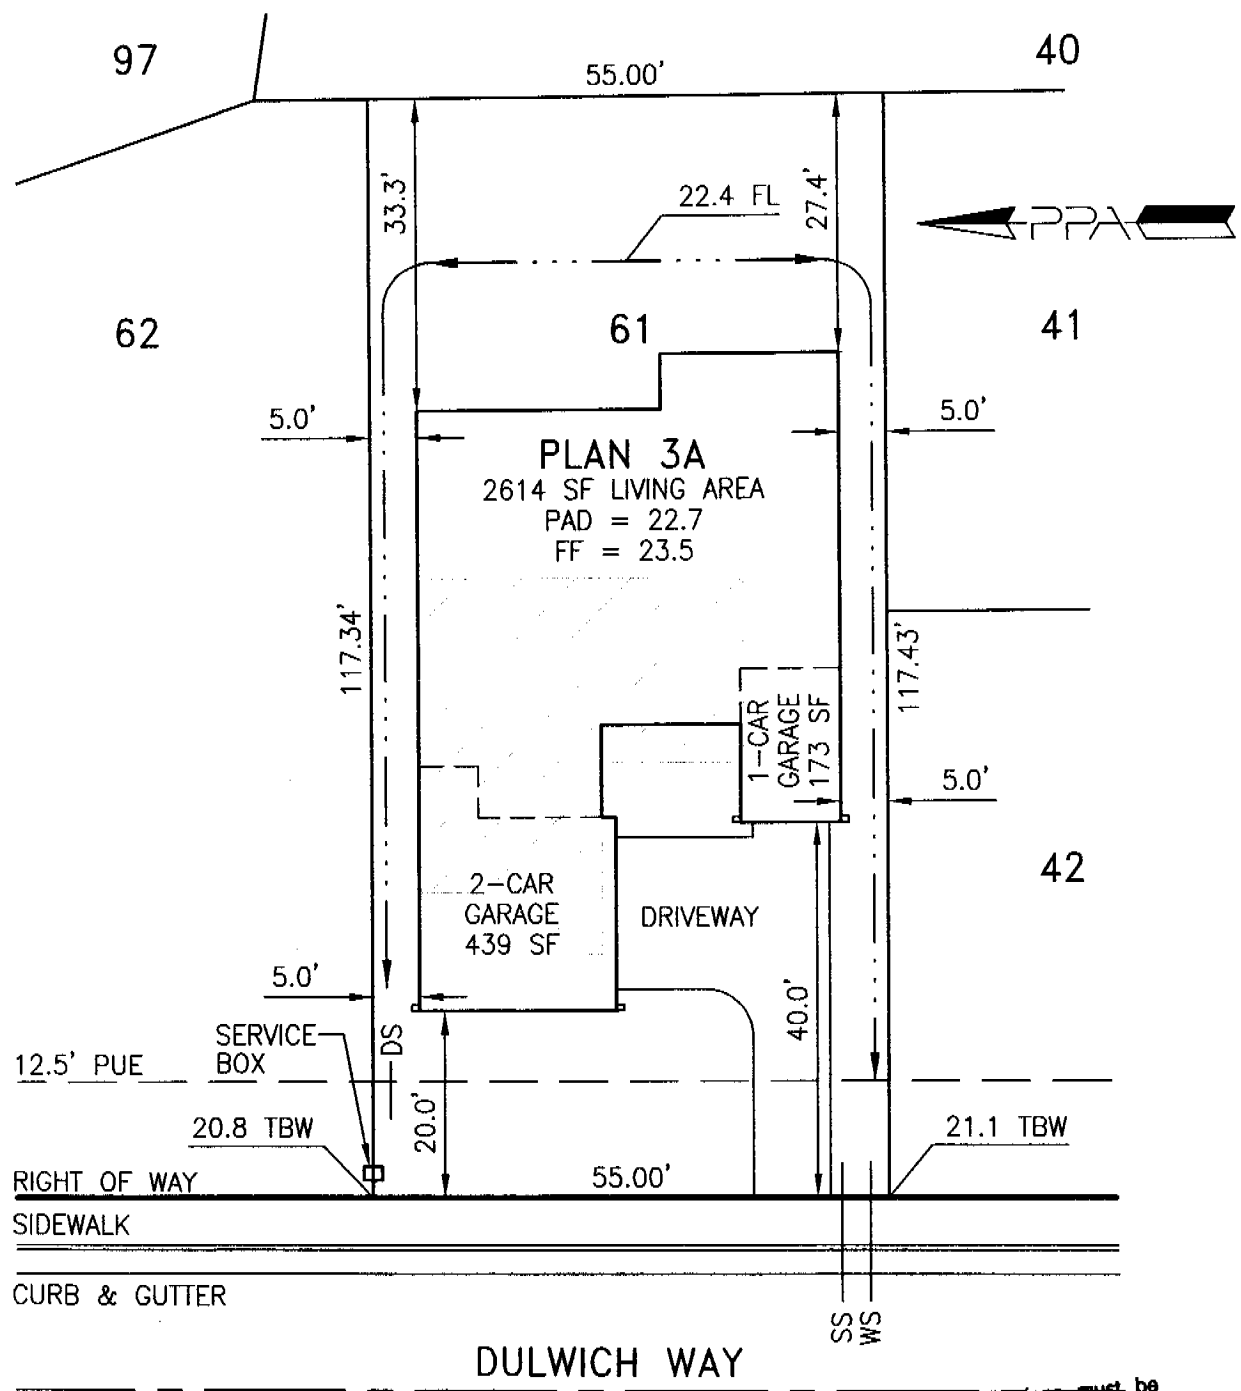 97
55.00'
40
33.3'
22.4 FL
27.4'
PPA
62
61
41
5.0'
5.0'
PLAN 3A
2614 SF LIVING AREA
PAD = 22.7
FF = 23.5
117.34'
117.43'
1-CAR
GARAGE
173 SF
5.0'
42
2-CAR
GARAGE
439 SF
DRIVEWAY
5.0'
40.0'
SERVICE
BOX
DS
12.5' PUE
20.0'
20.8 TBW
21.1 TBW
RIGHT OF WAY
55.00'
SIDEWALK
CURB & GUTTER
SS
WS
DULWICH WAY
must be